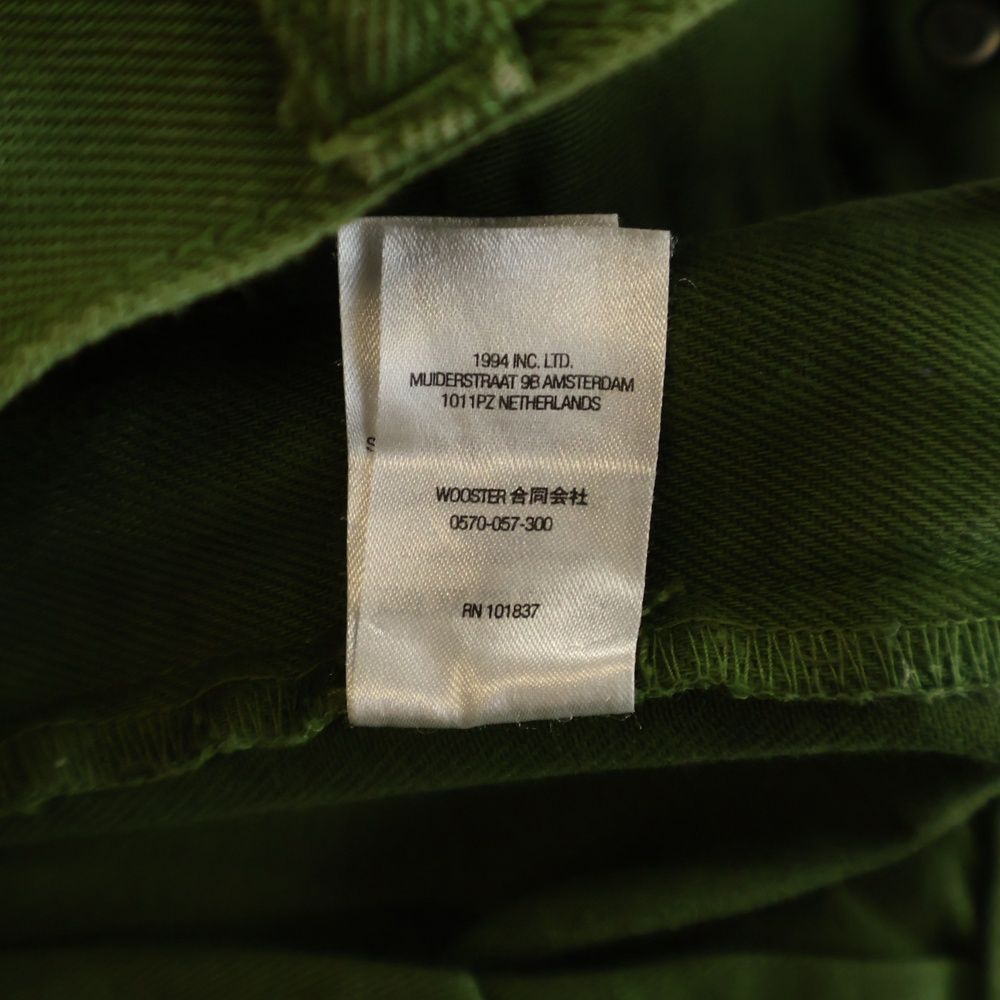 1994 INC. LTD.
MUIDERSTRAAT 9B AMSTERDAM
1011PZ NETHERLANDS
S
WOOSTER 合同会社
0570-057-300
RN 101837